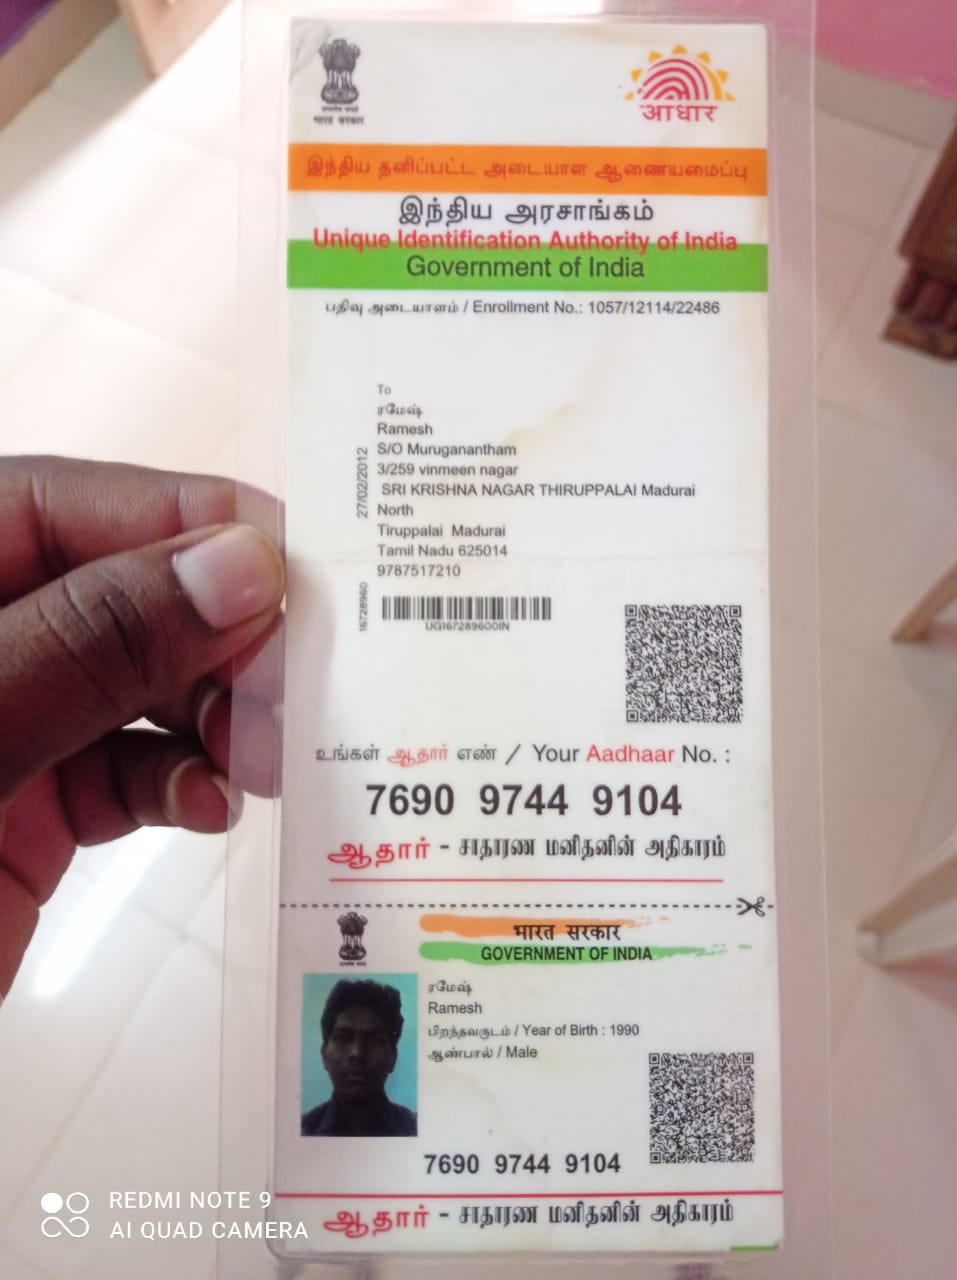 भारत सरकार
आधार
இந்திய தனிப்பட்ட அடையாள ஆணையமைப்பு
இந்திய அரசாங்கம்
Unique Identification Authority of India
Government of India
பதிவு அடையாளம் / Enrollment No.: 1057/12114/22486
To
ரமேஷ்
Ramesh
S/O Muruganantham
3/259 vinmeen nagar
SRI KRISHNA NAGAR THIRUPPALAI Madurai
North
Tiruppalai Madurai
Tamil Nadu 625014
9787517210
27/02/2012
16728960
UG167289600IN
உங்கள் ஆதார் எண் / Your Aadhaar No. :
7690 9744 9104
ஆதார் - சாதாரண மனிதனின் அதிகாரம்
भारत सरकार
GOVERNMENT OF INDIA
ரமேஷ்
Ramesh
பிறந்தவருடம் / Year of Birth : 1990
ஆண்பால் / Male
7690 9744 9104
ஆதார் - சாதாரண மனிதனின் அதிகாரம்
REDMI NOTE 9
AI QUAD CAMERA